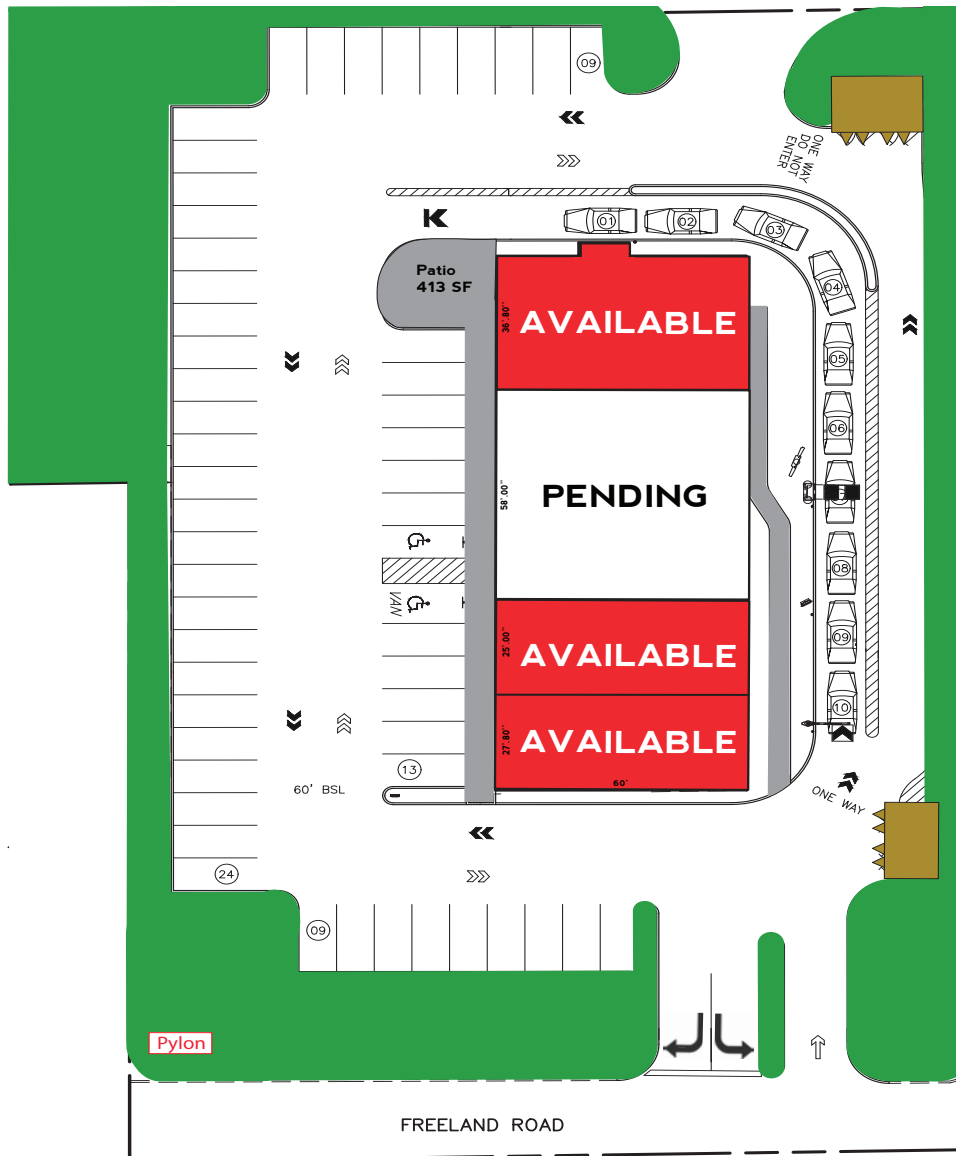 09
ONE WAY
DO NOT
ENTER
01
02
03
Patio
413 SF
04
36'.80"
AVAILABLE
05
06
58'.00"
PENDING
08
VAN
09
25'.00"
AVAILABLE
10
27'.80"
AVAILABLE
13
60'
60' BSL
ONE WAY
24
09
Pylon
FREELAND ROAD